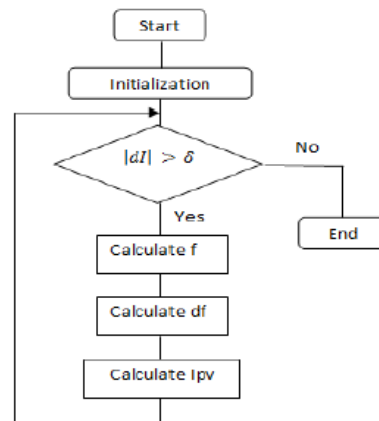 Start
Initialization
|dI| > δ
No
Yes
End
Calculate f
Calculate df
Calculate Ipv